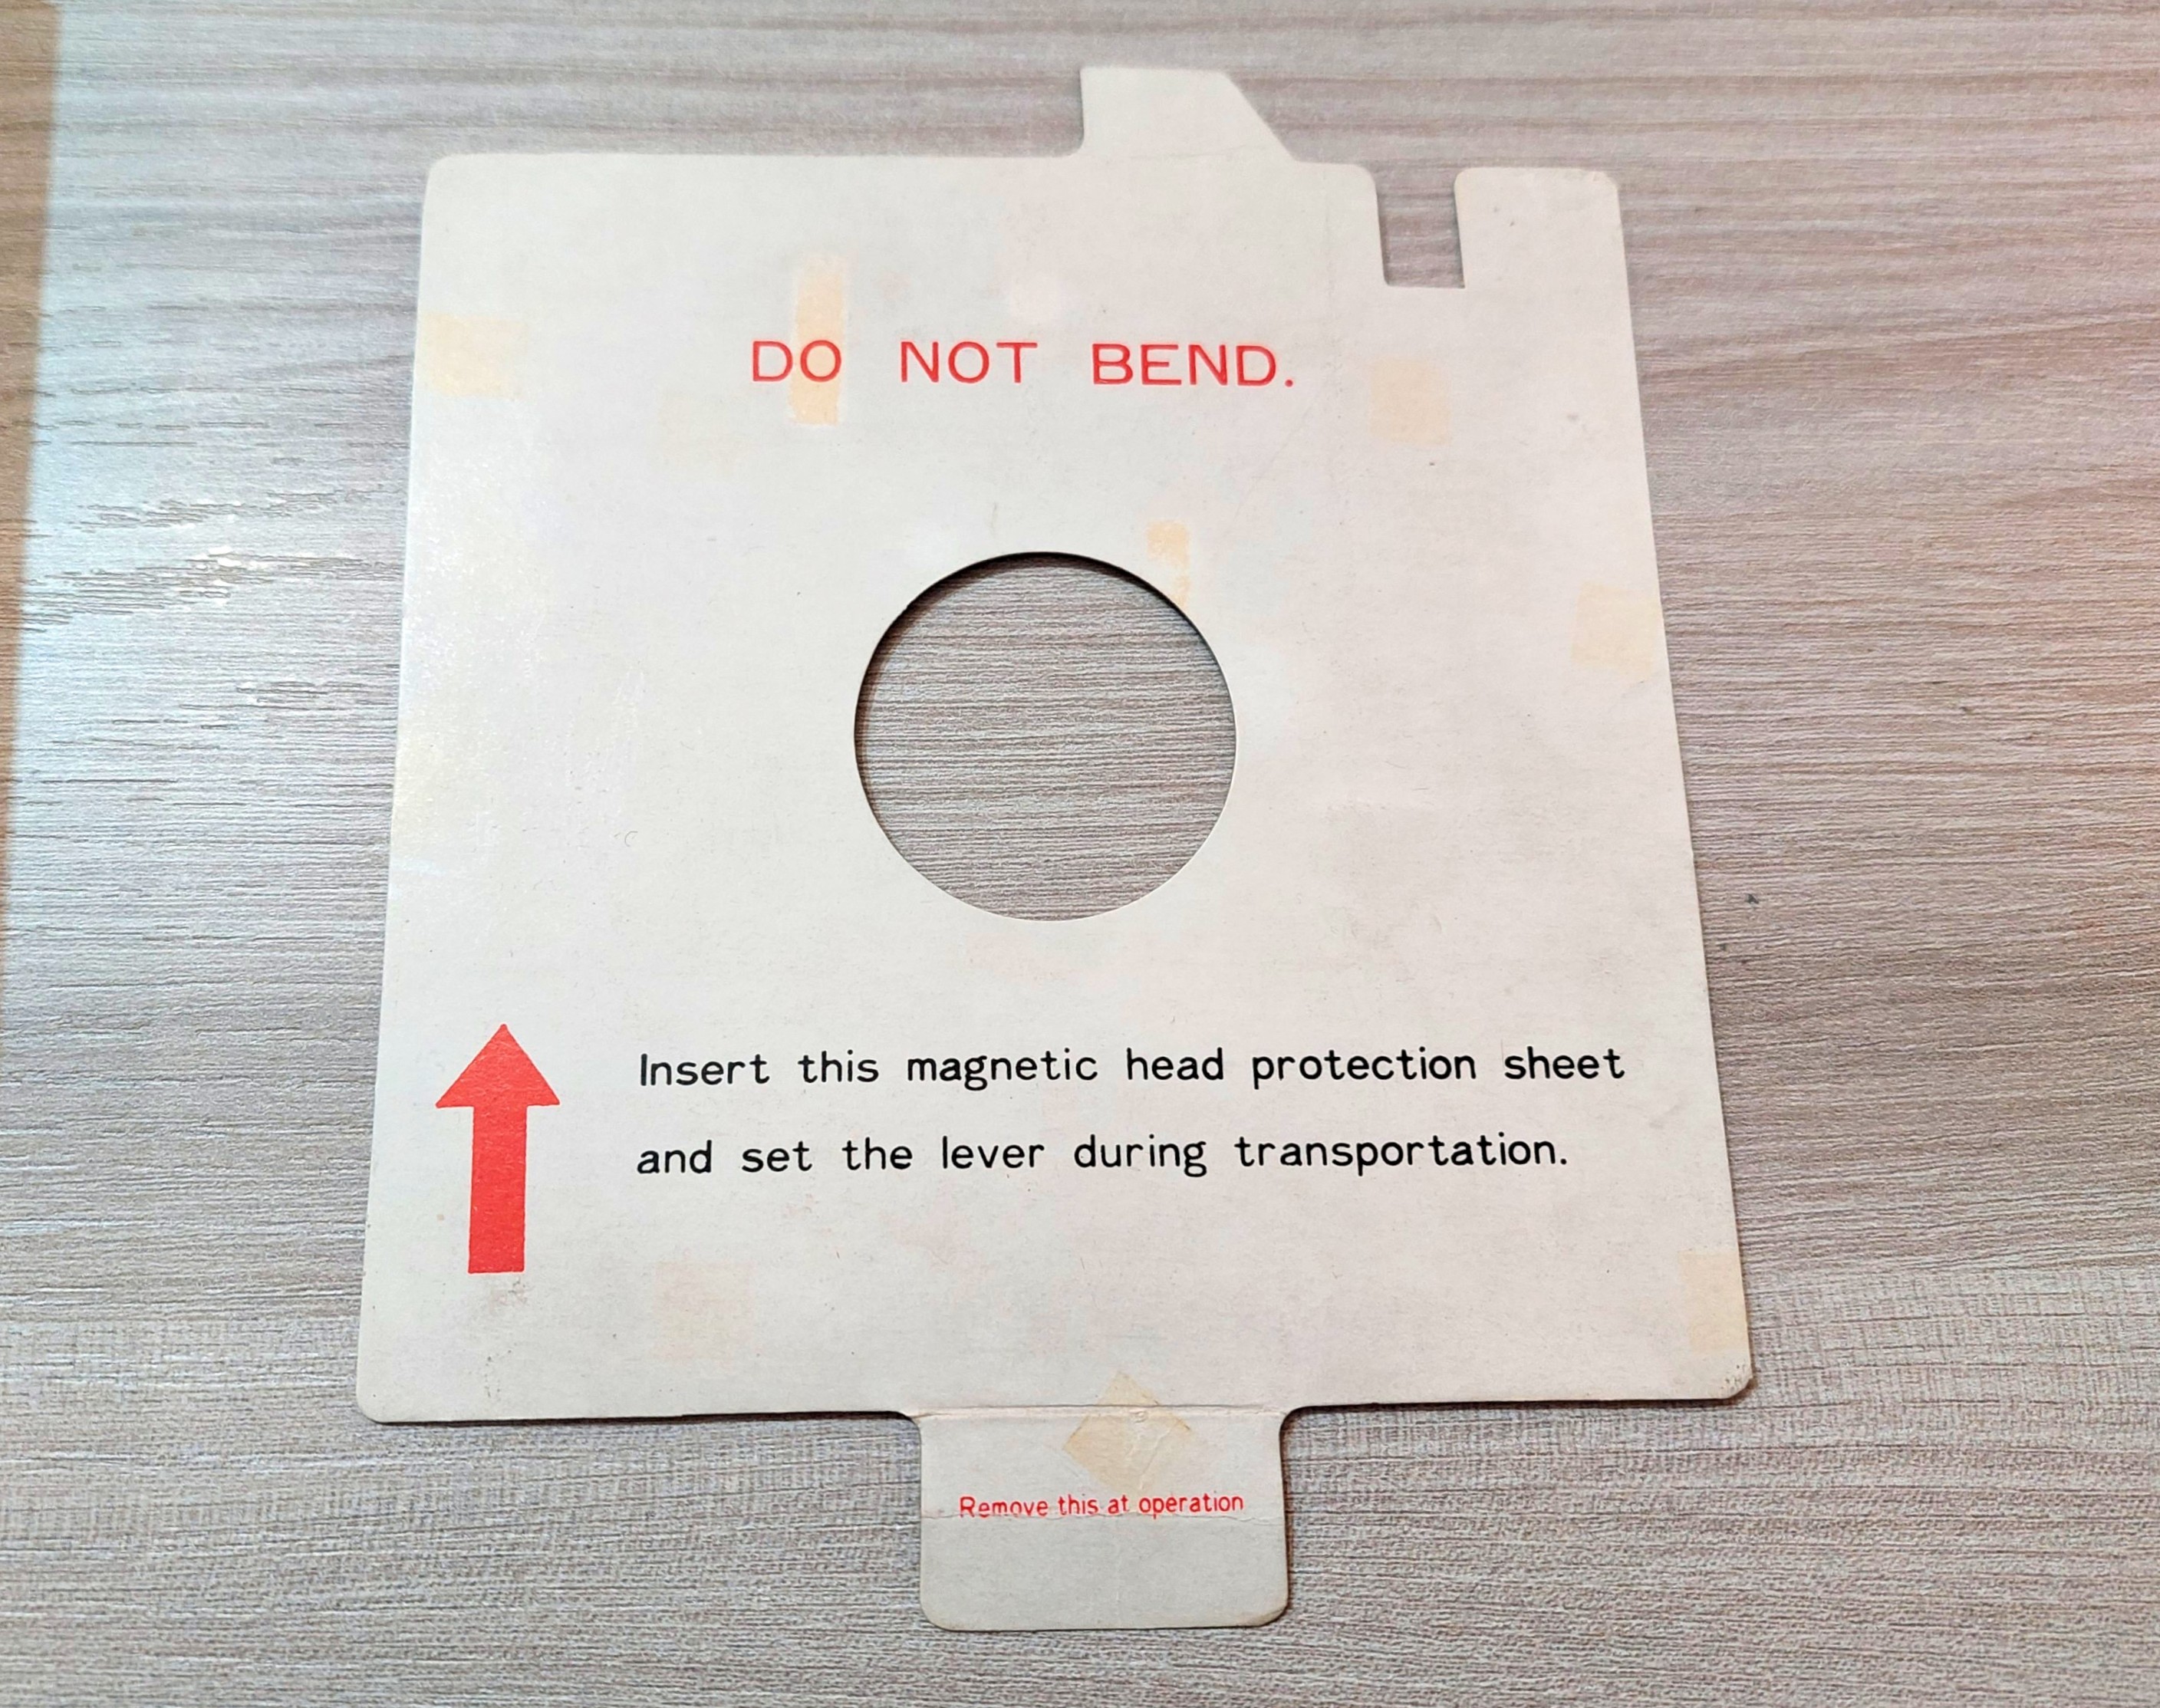 DO NOT BEND.
Insert this magnetic head protection sheet
and set the lever during transportation.
Remove this at operation